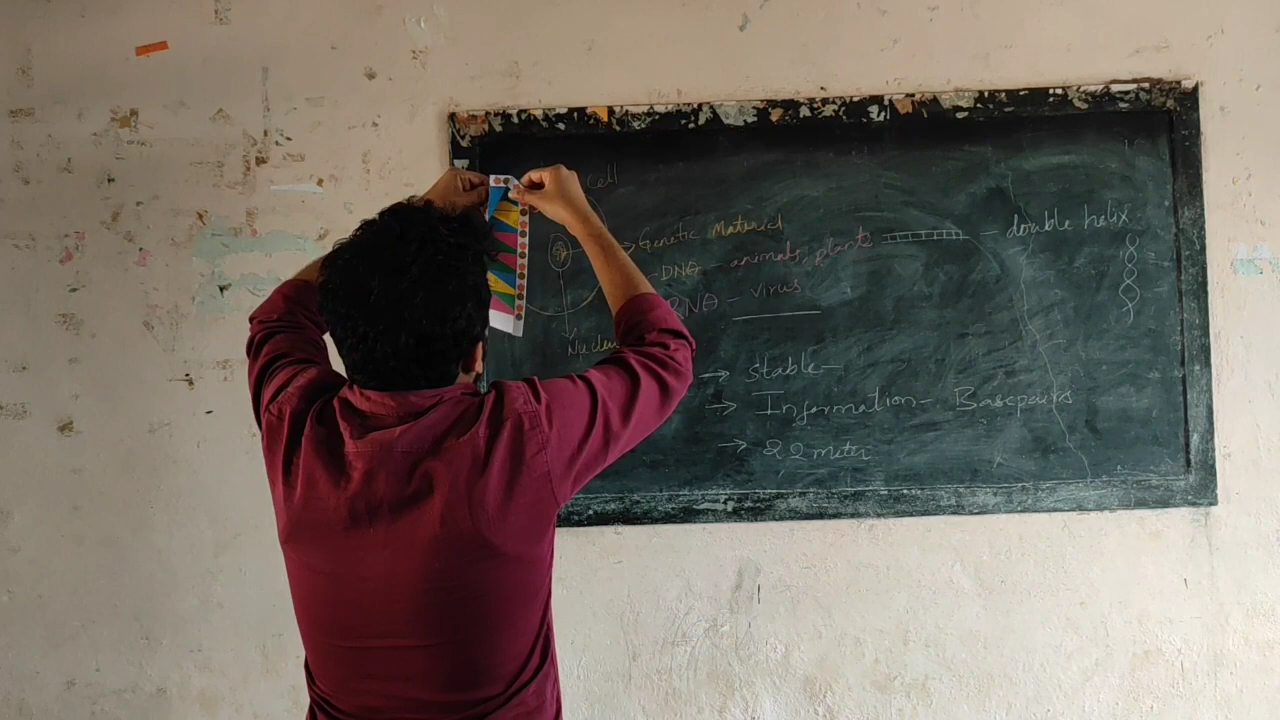 Cell
Genetic Material
DNA - animals, plants - double helix
RNA - virus
→ Stable -
→ Information - Basepairs
→ 2.2 meter